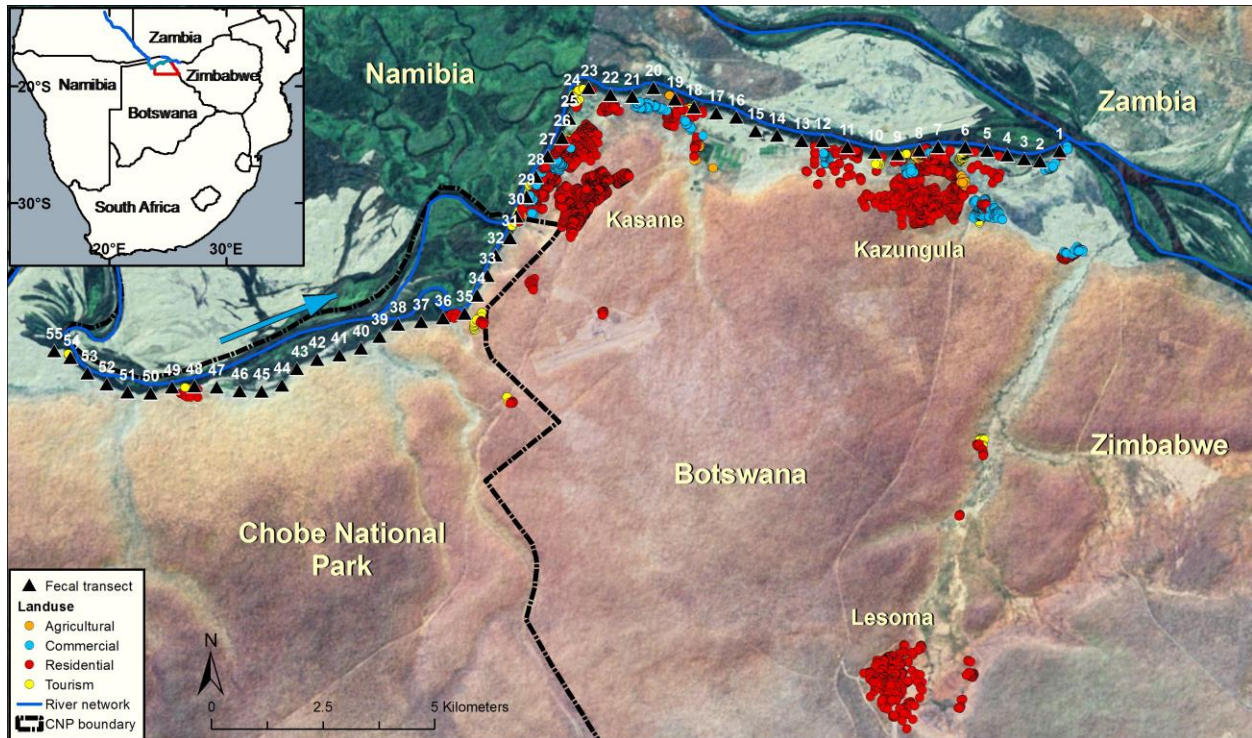 Zambia
20°S
Namibia
Zimbabwe
Botswana
30°S
South Africa
20°E
30°E
Namibia
Zambia
24
23
22
21
20
19
18
17
16
15
14
13
12
11
10
9
8
7
6
5
4
3
2
1
25
26
27
28
29
30
31
32
33
34
35
36
37
38
39
40
41
42
43
44
45
46
47
48
49
50
51
52
53
54
55
Kasane
Kazungula
Botswana
Zimbabwe
Chobe National
Park
Lesoma
Fecal transect
Landuse
Agricultural
Commercial
Residential
Tourism
River network
CNP boundary
N
0
2.5
5 Kilometers